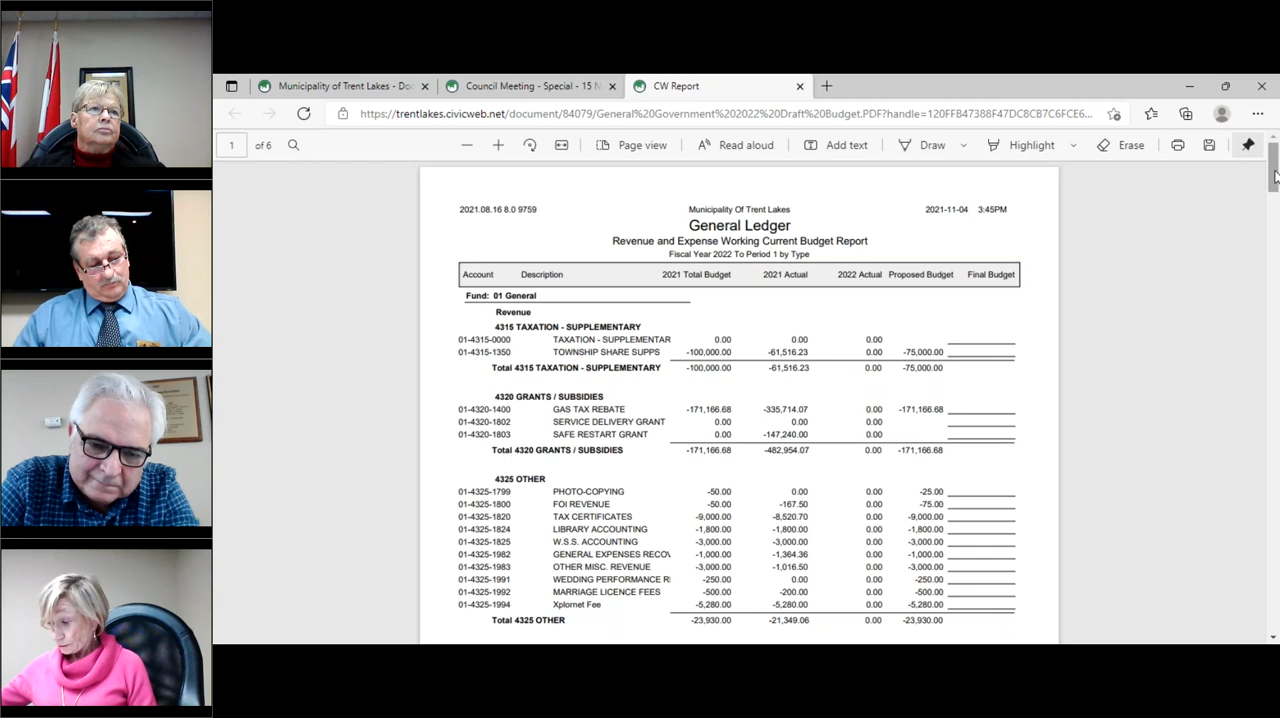 Municipality of Trent Lakes - Doc
Council Meeting - Special - 15 N
CW Report
https://trentlakes.civicweb.net/document/84079/General%20Government%202022%20Draft%20Budget.PDF?handle=120FFB47388F47DC8CB7C6FCE6...
1 of 6 Page view Read aloud Add text Draw Highlight Erase
2021.08.16 8.0 9759 Municipality Of Trent Lakes 2021-11-04 3:45PM
General Ledger
Revenue and Expense Working Current Budget Report
Fiscal Year 2022 To Period 1 by Type
Account Description 2021 Total Budget 2021 Actual 2022 Actual Proposed Budget Final Budget
Fund: 01 General
Revenue
4315 TAXATION - SUPPLEMENTARY
01-4315-0000 TAXATION - SUPPLEMENTAR 0.00 0.00 0.00
01-4315-1350 TOWNSHIP SHARE SUPPS -100,000.00 -61,516.23 0.00 -75,000.00
Total 4315 TAXATION - SUPPLEMENTARY -100,000.00 -61,516.23 0.00 -75,000.00
4320 GRANTS / SUBSIDIES
01-4320-1400 GAS TAX REBATE -171,166.68 -335,714.07 0.00 -171,166.68
01-4320-1802 SERVICE DELIVERY GRANT 0.00 0.00 0.00
01-4320-1803 SAFE RESTART GRANT 0.00 -147,240.00 0.00
Total 4320 GRANTS / SUBSIDIES -171,166.68 -482,954.07 0.00 -171,166.68
4325 OTHER
01-4325-1799 PHOTO-COPYING -50.00 0.00 0.00 -25.00
01-4325-1800 FOI REVENUE -50.00 -167.50 0.00 -75.00
01-4325-1820 TAX CERTIFICATES -9,000.00 -8,520.70 0.00 -9,000.00
01-4325-1824 LIBRARY ACCOUNTING -1,800.00 -1,800.00 0.00 -1,800.00
01-4325-1825 W.S.S. ACCOUNTING -3,000.00 -3,000.00 0.00 -3,000.00
01-4325-1982 GENERAL EXPENSES RECOV -1,000.00 -1,364.36 0.00 -1,000.00
01-4325-1983 OTHER MISC. REVENUE -3,000.00 -1,016.50 0.00 -3,000.00
01-4325-1991 WEDDING PERFORMANCE RI -250.00 0.00 0.00 -250.00
01-4325-1992 MARRIAGE LICENCE FEES -500.00 -200.00 0.00 -500.00
01-4325-1994 Xplornet Fee -5,280.00 -5,280.00 0.00 -5,280.00
Total 4325 OTHER -23,930.00 -21,349.06 0.00 -23,930.00